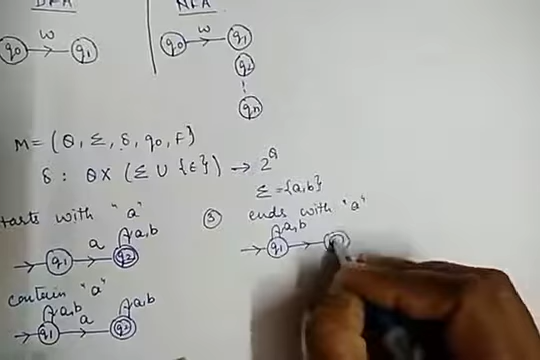 DFA
NFA
q0 w q1
q0 w q1
q2
qn
M = (Q, Σ, δ, q0, F)
δ : Q X (Σ ∪ {ε}) → 2^Q
Σ = {a,b}
tarts with "a"
③ ends with "a"
q1 a q2 a,b
q1 a,b
contain "a"
q1 a,b a q2 a,b